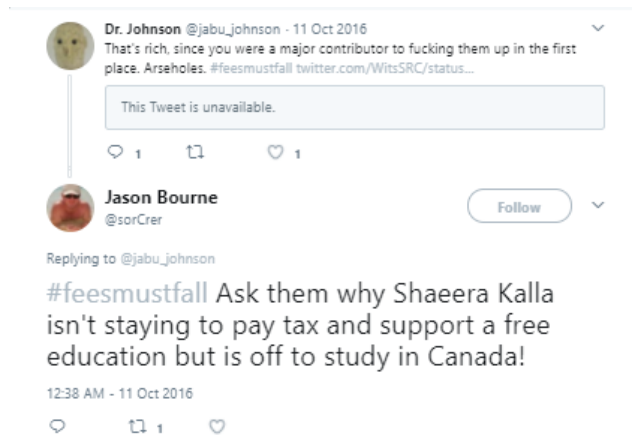 Dr. Johnson @jabu_johnson - 11 Oct 2016
That's rich, since you were a major contributor to fucking them up in the first
place. Arseholes. #feesmustfall twitter.com/WitsSRC/status...
This Tweet is unavailable.
1 1
Jason Bourne
@sorCrer
Follow
Replying to @jabu_johnson
#feesmustfall Ask them why Shaeera Kalla
isn't staying to pay tax and support a free
education but is off to study in Canada!
12:38 AM - 11 Oct 2016
1